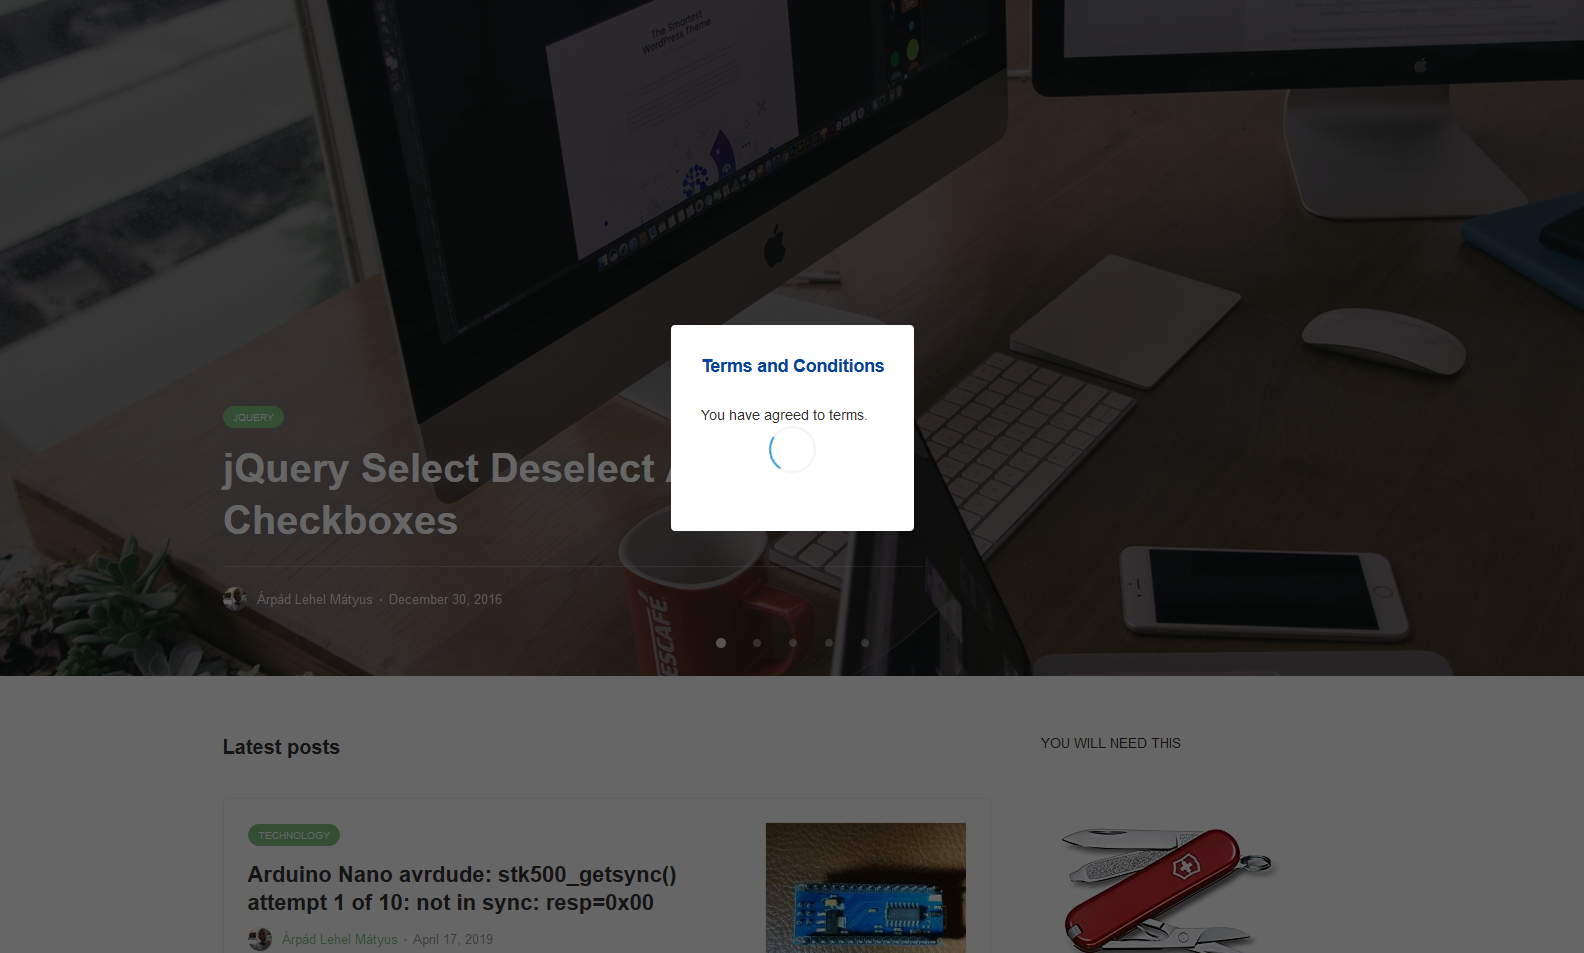 The Smartest
WordPress Theme
Terms and Conditions
You have agreed to terms.
JQUERY
jQuery Select Deselect
Checkboxes
Árpád Lehel Mátyus · December 30, 2016
NESCAFÉ
Latest posts
YOU WILL NEED THIS
TECHNOLOGY
Arduino Nano avrdude: stk500_getsync()
attempt 1 of 10: not in sync: resp=0x00
Árpád Lehel Mátyus · April 17, 2019